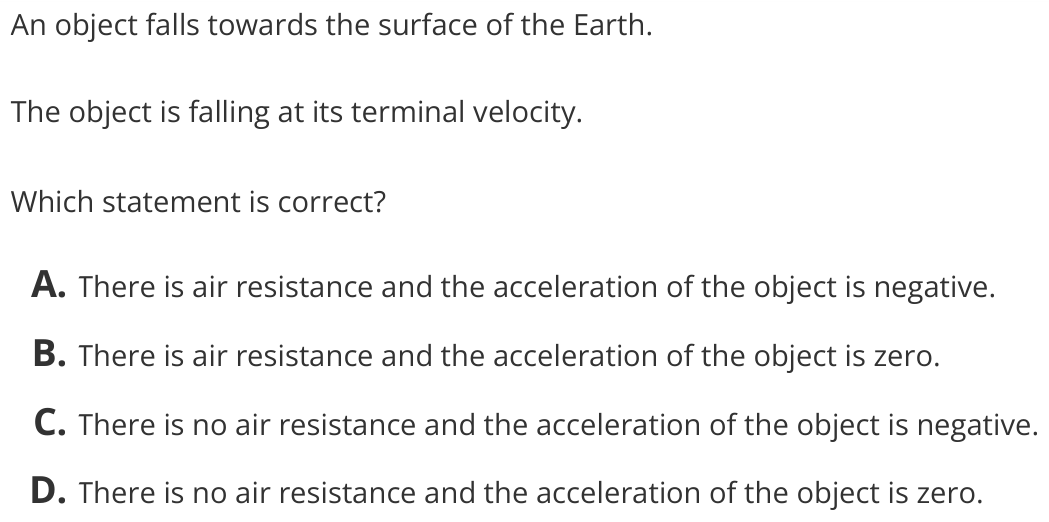 An object falls towards the surface of the Earth.
The object is falling at its terminal velocity.
Which statement is correct?
A. There is air resistance and the acceleration of the object is negative.
B. There is air resistance and the acceleration of the object is zero.
C. There is no air resistance and the acceleration of the object is negative.
D. There is no air resistance and the acceleration of the object is zero.